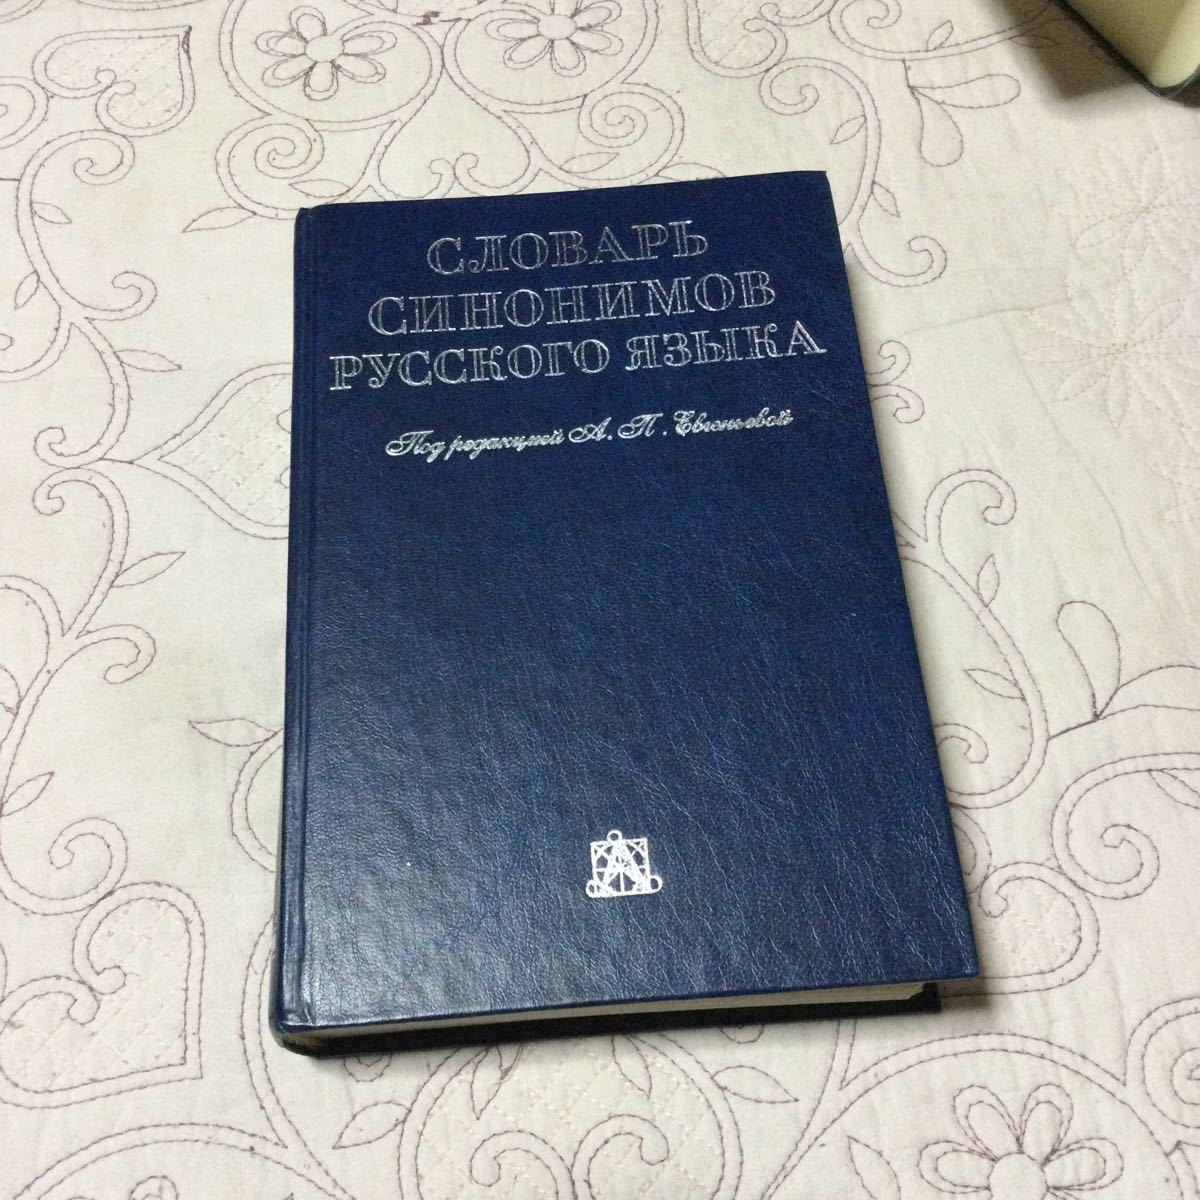 СЛОВАРЬ
СИНОНИМОВ
РУССКОГО ЯЗЫКА
Под редакцией А. П. Евгеньевой